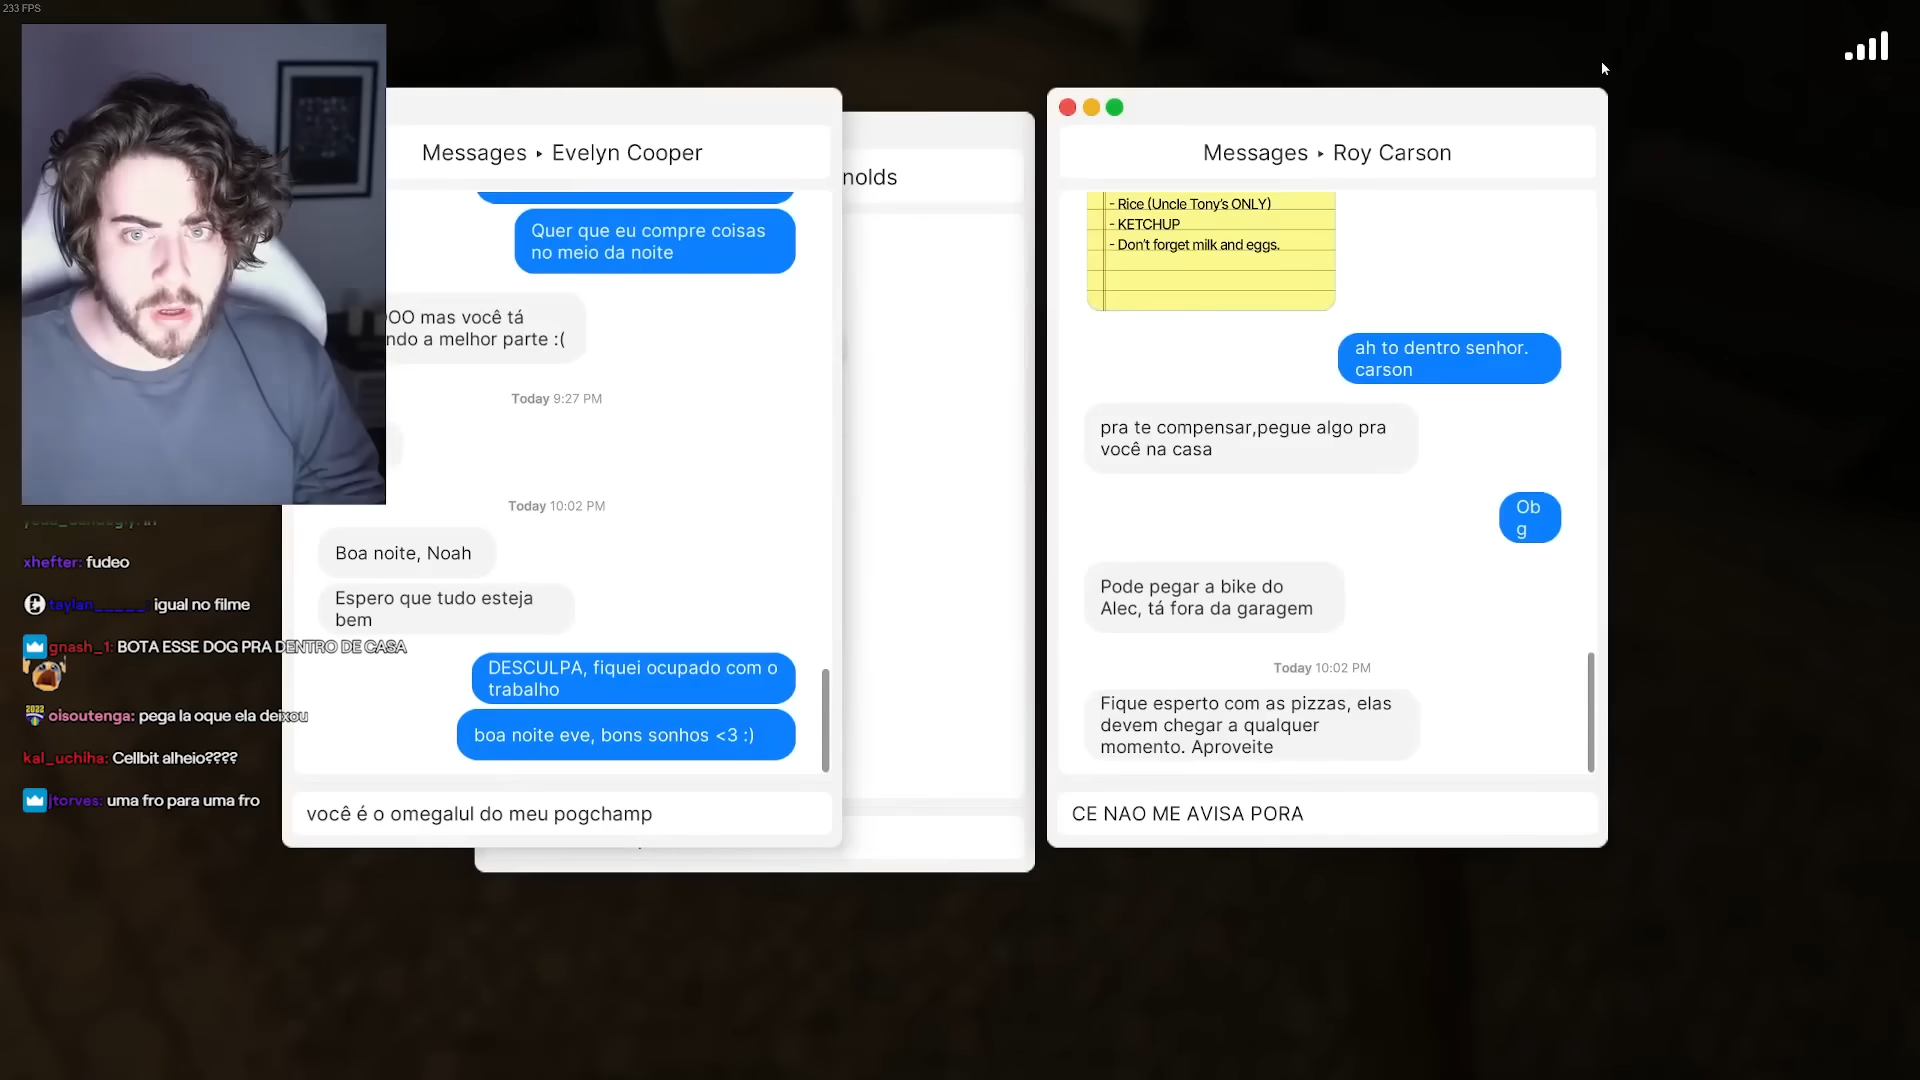 233 FPS
Messages ▸ Evelyn Cooper
Quer que eu compre coisas
no meio da noite
OO mas você tá
ndo a melhor parte :(
Today 9:27 PM
Today 10:02 PM
Boa noite, Noah
Espero que tudo esteja
bem
DESCULPA, fiquei ocupado com o
trabalho
boa noite eve, bons sonhos <3 :)
você é o omegalul do meu pogchamp
nolds
Messages ▸ Roy Carson
- Rice (Uncle Tony's ONLY)
- KETCHUP
- Don't forget milk and eggs.
ah to dentro senhor.
carson
pra te compensar,pegue algo pra
você na casa
Ob
g
Pode pegar a bike do
Alec, tá fora da garagem
Today 10:02 PM
Fique esperto com as pizzas, elas
devem chegar a qualquer
momento. Aproveite
CE NAO ME AVISA PORA
xhefter: fudeo
taylan_____: igual no filme
gnash_1: BOTA ESSE DOG PRA DENTRO DE CASA
2022
oisoutenga: pega la oque ela deixou
kal_uchiha: Cellbit alheio????
jtorves: uma fro para uma fro